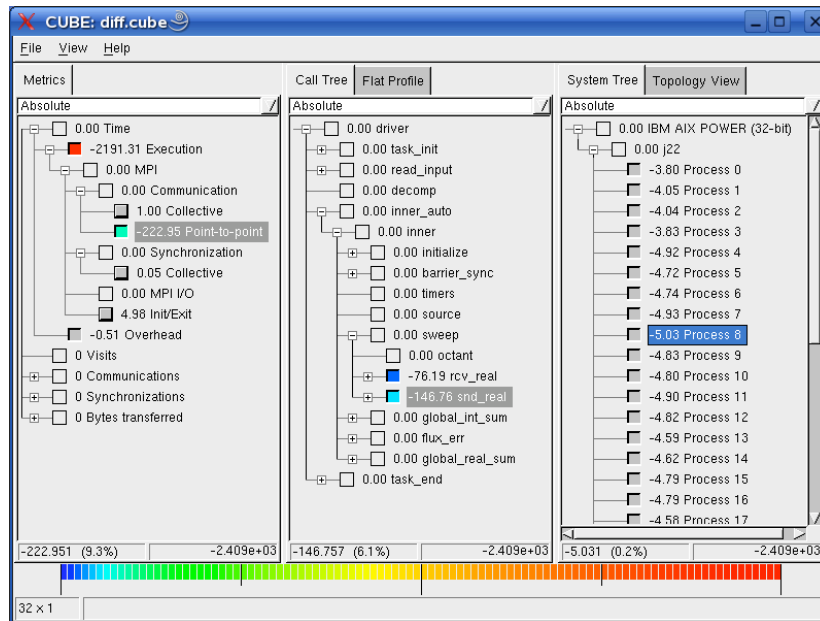 CUBE: diff.cube
File View Help
Metrics
Absolute
0.00 Time
-2191.31 Execution
0.00 MPI
0.00 Communication
1.00 Collective
-222.95 Point-to-point
0.00 Synchronization
0.05 Collective
0.00 MPI I/O
4.98 Init/Exit
-0.51 Overhead
0 Visits
0 Communications
0 Synchronizations
0 Bytes transferred
-222.951 (9.3%) -2.409e+03
Call Tree Flat Profile
Absolute
0.00 driver
0.00 task_init
0.00 read_input
0.00 decomp
0.00 inner_auto
0.00 inner
0.00 initialize
0.00 barrier_sync
0.00 timers
0.00 source
0.00 sweep
0.00 octant
-76.19 rcv_real
-146.76 snd_real
0.00 global_int_sum
0.00 flux_err
0.00 global_real_sum
0.00 task_end
-146.757 (6.1%) -2.409e+03
System Tree Topology View
Absolute
0.00 IBM AIX POWER (32-bit)
0.00 j22
-3.80 Process 0
-4.05 Process 1
-4.04 Process 2
-3.83 Process 3
-4.92 Process 4
-4.72 Process 5
-4.74 Process 6
-4.93 Process 7
-5.03 Process 8
-4.83 Process 9
-4.80 Process 10
-4.90 Process 11
-4.82 Process 12
-4.59 Process 13
-4.62 Process 14
-4.79 Process 15
-4.79 Process 16
-4.58 Process 17
-5.031 (0.2%) -2.409e+03
32 x 1